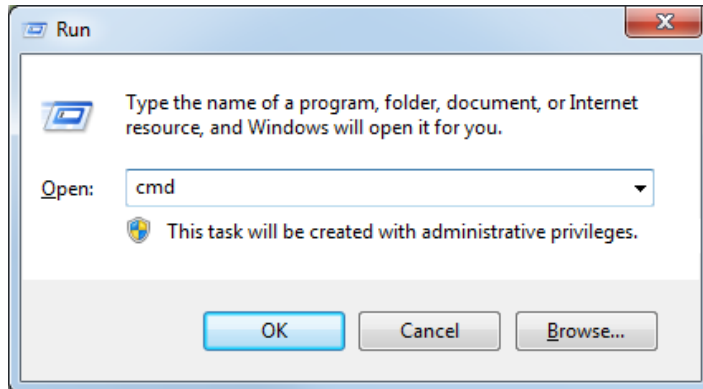 Run
Type the name of a program, folder, document, or Internet
resource, and Windows will open it for you.
Open: cmd
This task will be created with administrative privileges.
OK Cancel Browse...